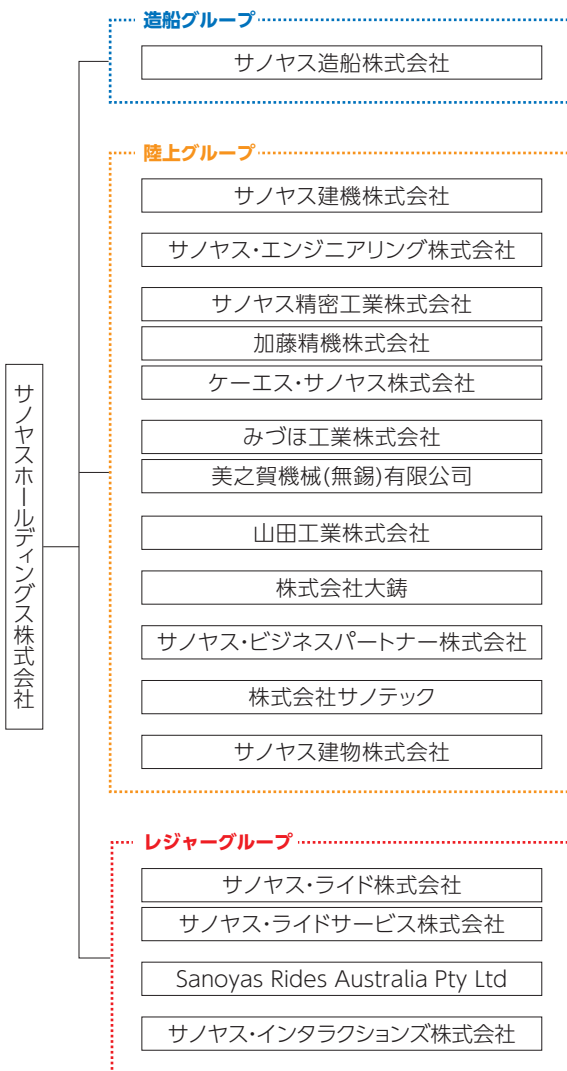 造船グループ
サノヤス造船株式会社
陸上グループ
サノヤス建機株式会社
サノヤス・エンジニアリング株式会社
サノヤス精密工業株式会社
加藤精機株式会社
ケーエス・サノヤス株式会社
みづほ工業株式会社
美之賀機械(無錫)有限公司
山田工業株式会社
株式会社大鋳
サノヤス・ビジネスパートナー株式会社
株式会社サノテック
サノヤス建物株式会社
サノヤスホールディングス株式会社
レジャーグループ
サノヤス・ライド株式会社
サノヤス・ライドサービス株式会社
Sanoyas Rides Australia Pty Ltd
サノヤス・インタラクションズ株式会社